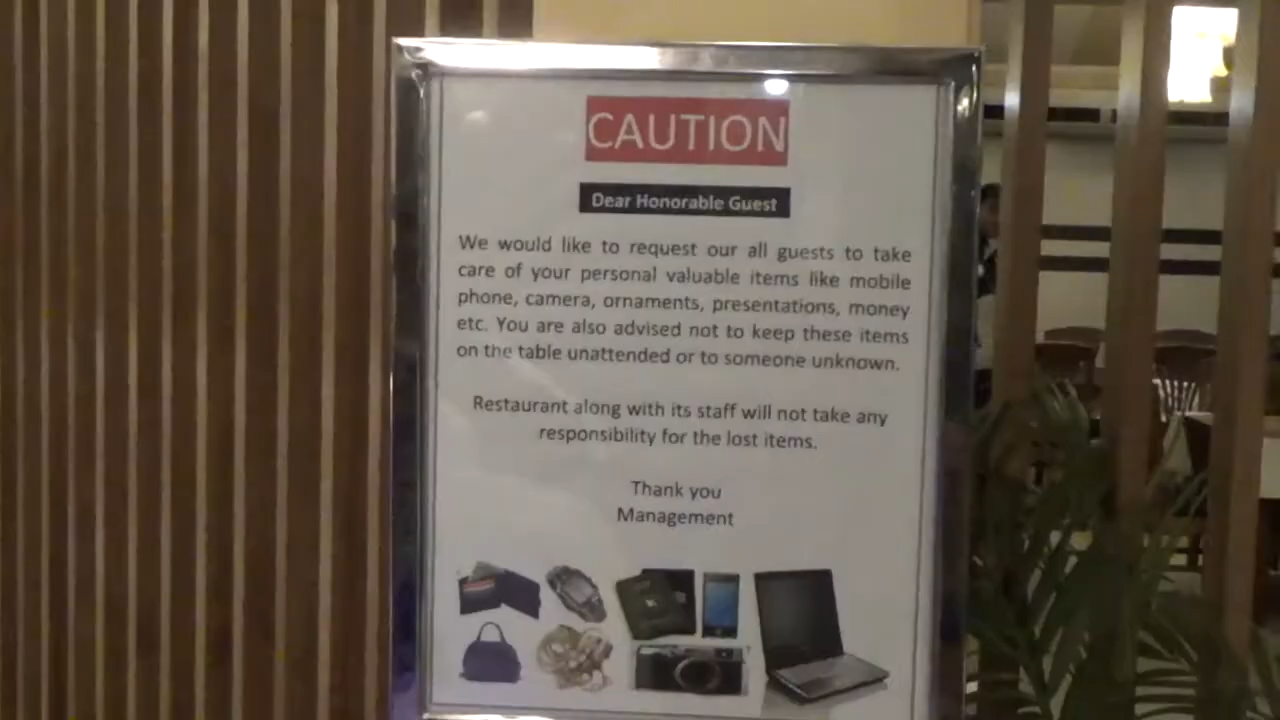 CAUTION
Dear Honorable Guest
We would like to request our all guests to take
care of your personal valuable items like mobile
phone, camera, ornaments, presentations, money
etc. You are also advised not to keep these items
on the table unattended or to someone unknown.
Restaurant along with its staff will not take any
responsibility for the lost items.
Thank you
Management